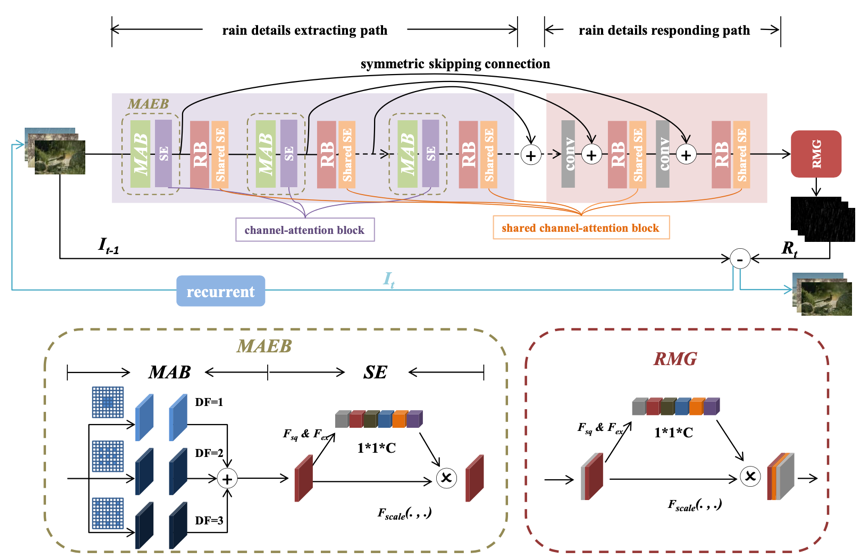 rain details extracting path
rain details responding path
symmetric skipping connection
MAEB
MAB
SE
RB
Shared SE
MAB
SE
RB
Shared SE
MAB
SE
RB
Shared SE
+
conv
+
RB
Shared SE
conv
+
RB
Shared SE
RMG
channel-attention block
shared channel-attention block
I_{t-1}
-
R_t
recurrent
I_t
MAEB
MAB
SE
DF=1
DF=2
DF=3
+
F_{sq} & F_{ex}
1*1*C
×
F_{scale}(. , .)
RMG
F_{sq} & F_{ex}
1*1*C
×
F_{scale}(. , .)